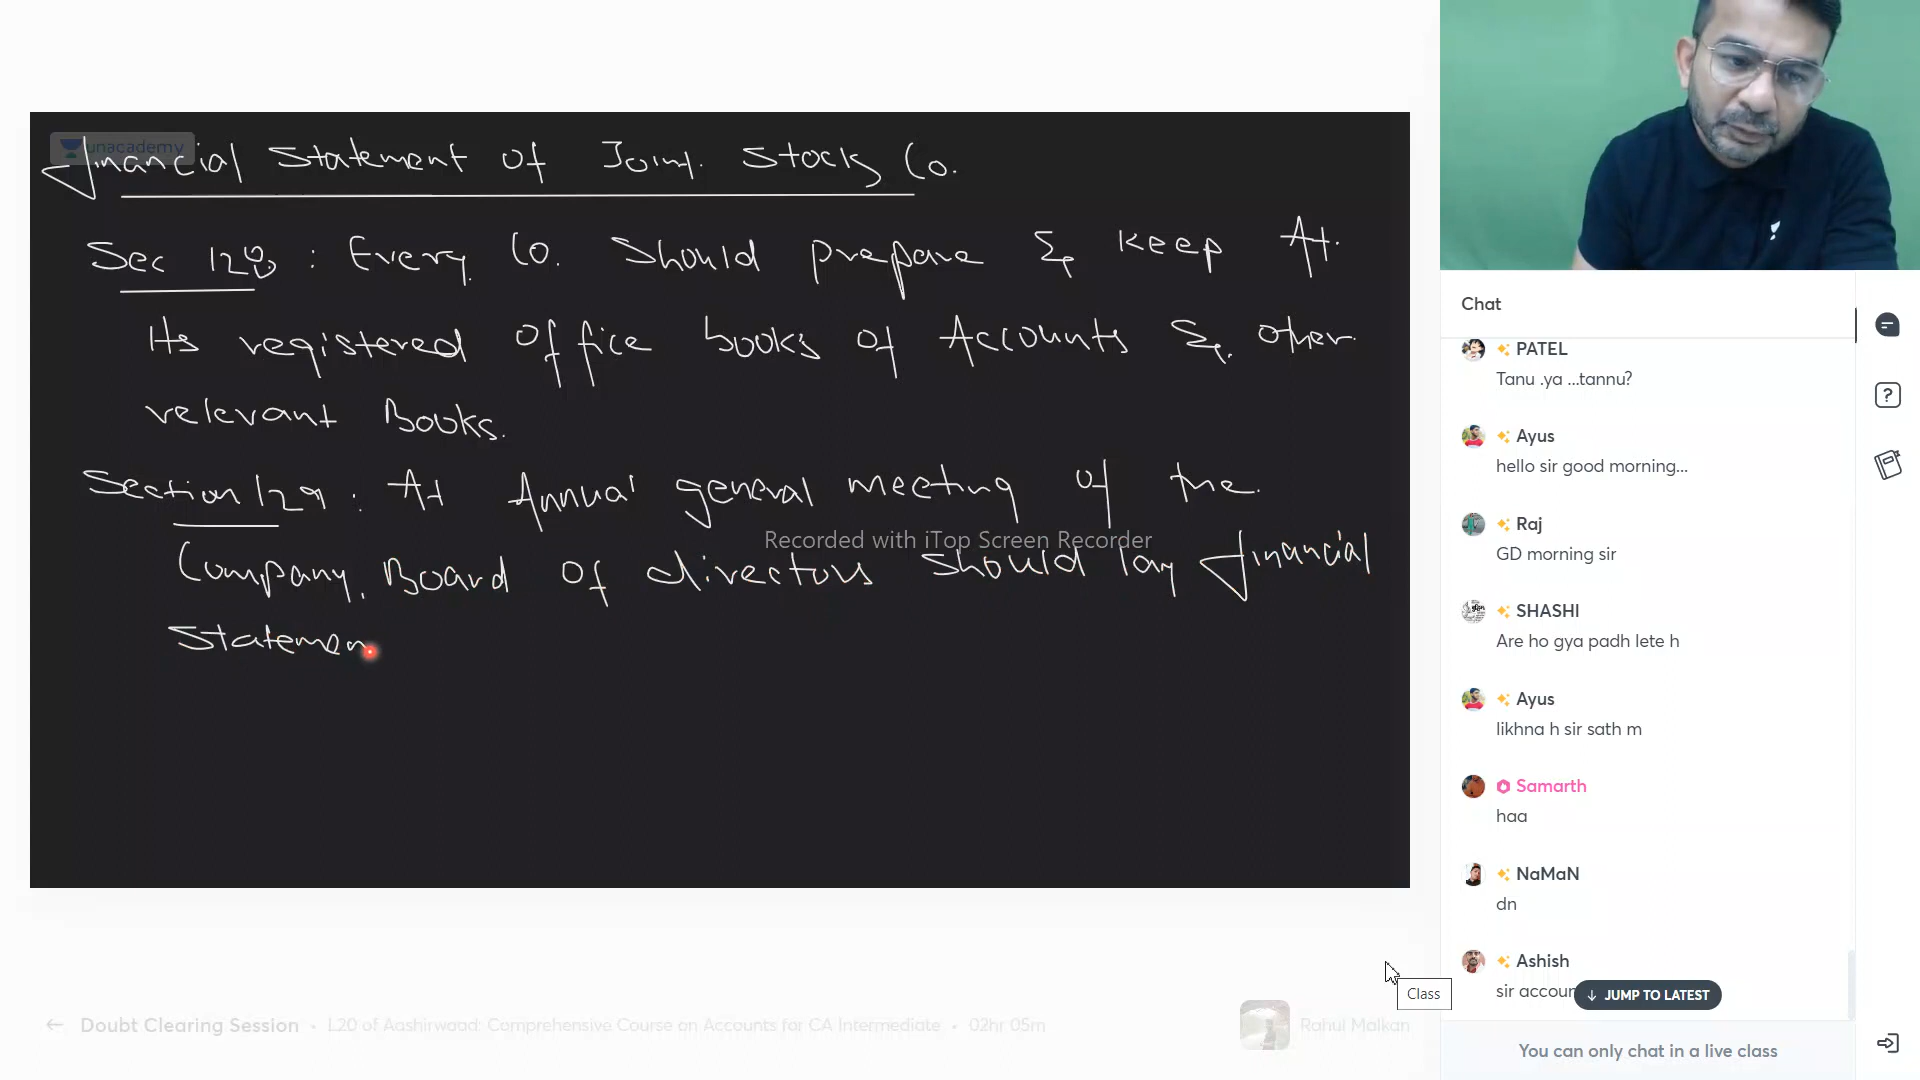 unacademy
Financial Statement of Joint. Stock Co.
Sec 128 : Every Co. Should prepare & keep At.
Its registered Office books of Accounts & other
relevant Books.
Section 129 : At Annual general meeting of the
Company, Board of directors should lay financial
Statemen
Recorded with iTop Screen Recorder
Chat
PATEL
Tanu .ya ...tannu?
Ayus
hello sir good morning...
Raj
GD morning sir
SHASHI
Are ho gya padh lete h
Ayus
likhna h sir sath m
Samarth
haa
NaMaN
dn
Ashish
sir accoun
↓ JUMP TO LATEST
Class
← Doubt Clearing Session • L20 of Aashirwaad: Comprehensive Course on Accounts for CA Intermediate • 02hr 05m
Rahul Malkan
You can only chat in a live class